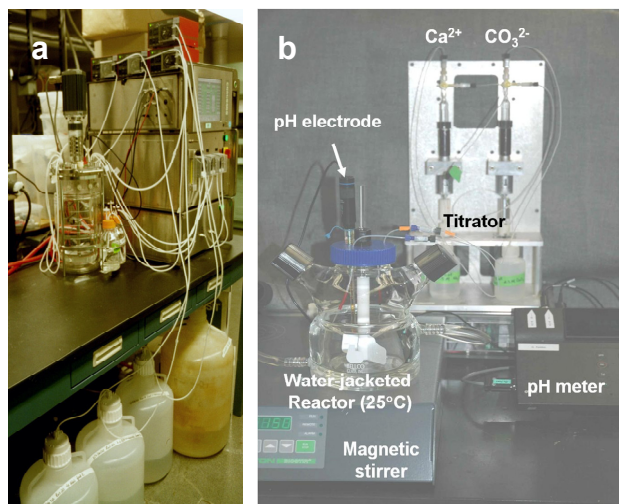 a
b
Ca²⁺
CO₃²⁻
pH electrode
Titrator
Water-jacketed
Reactor (25°C)
pH meter
Magnetic
stirrer